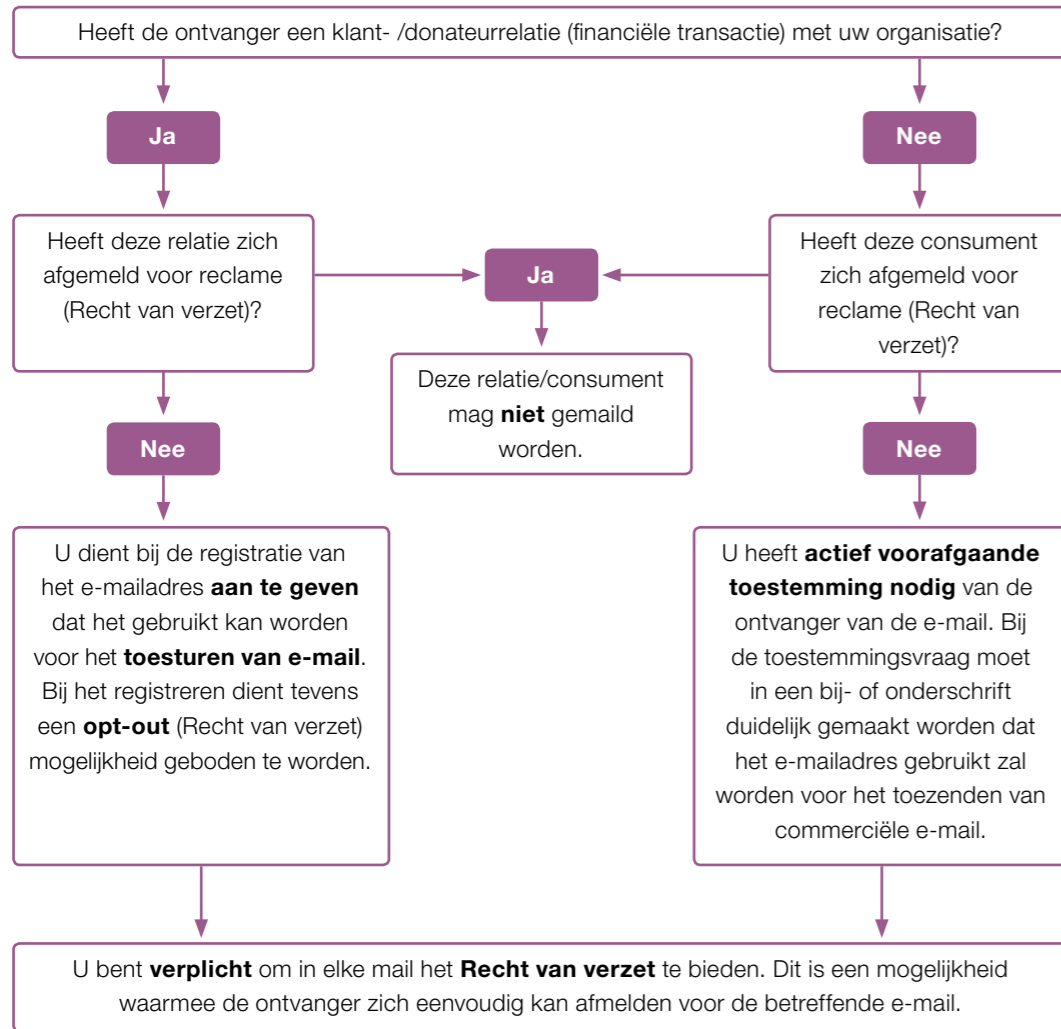 Heeft de ontvanger een klant- /donateurrelatie (financiële transactie) met uw organisatie?
Ja
Nee
Heeft deze relatie zich
afgemeld voor reclame
(Recht van verzet)?
Ja
Heeft deze consument
zich afgemeld voor
reclame (Recht van
verzet)?
Deze relatie/consument
mag niet gemaild
worden.
Nee
Nee
U dient bij de registratie van
het e-mailadres aan te geven
dat het gebruikt kan worden
voor het toesturen van e-mail.
Bij het registreren dient tevens
een opt-out (Recht van verzet)
mogelijkheid geboden te worden.
U heeft actief voorafgaande
toestemming nodig van de
ontvanger van de e-mail. Bij
de toestemmingsvraag moet
in een bij- of onderschrift
duidelijk gemaakt worden dat
het e-mailadres gebruikt zal
worden voor het toezenden van
commerciële e-mail.
U bent verplicht om in elke mail het Recht van verzet te bieden. Dit is een mogelijkheid
waarmee de ontvanger zich eenvoudig kan afmelden voor de betreffende e-mail.